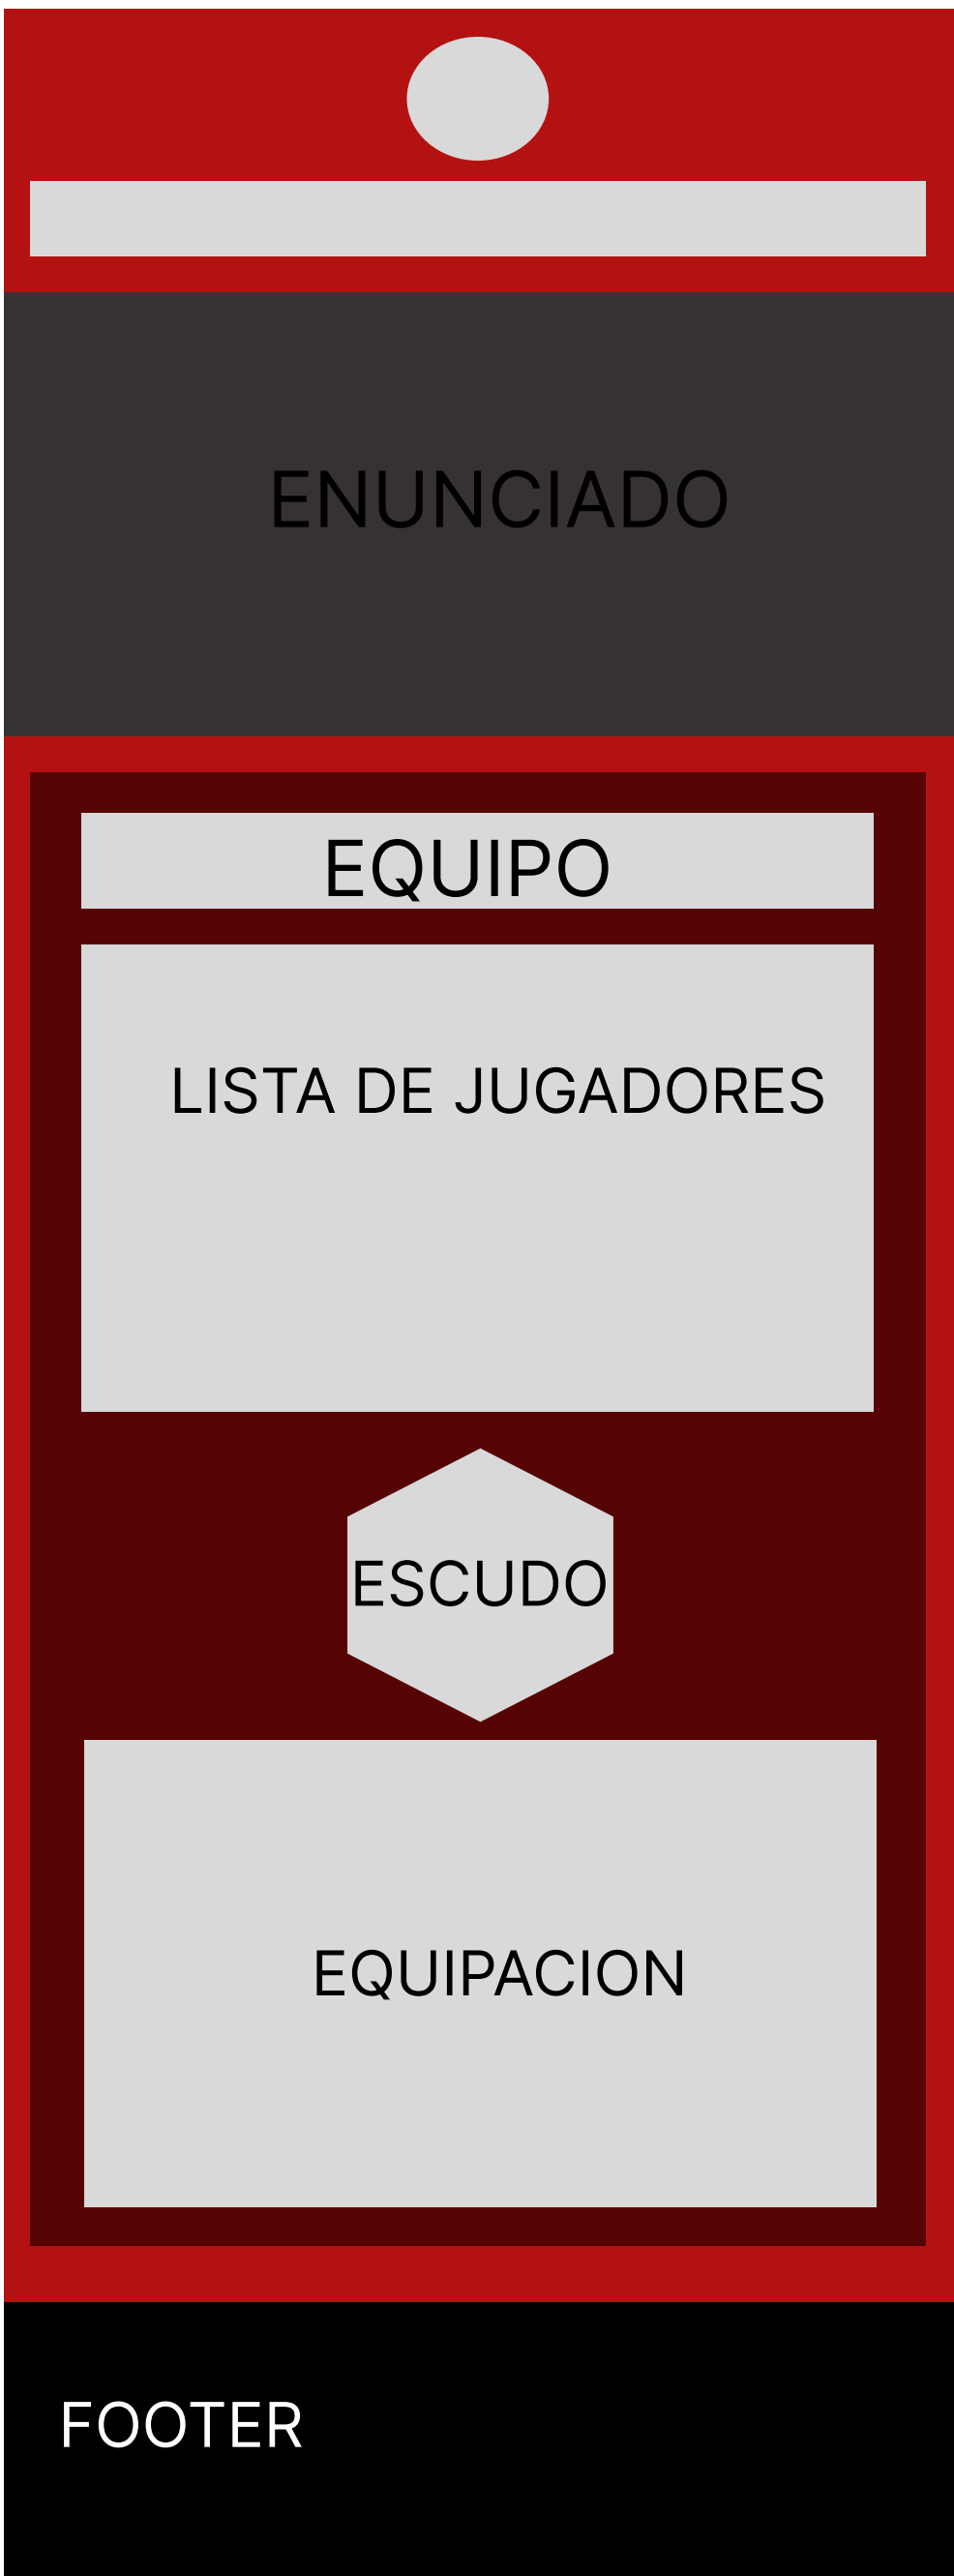 ENUNCIADO
EQUIPO
LISTA DE JUGADORES
ESCUDO
EQUIPACION
FOOTER